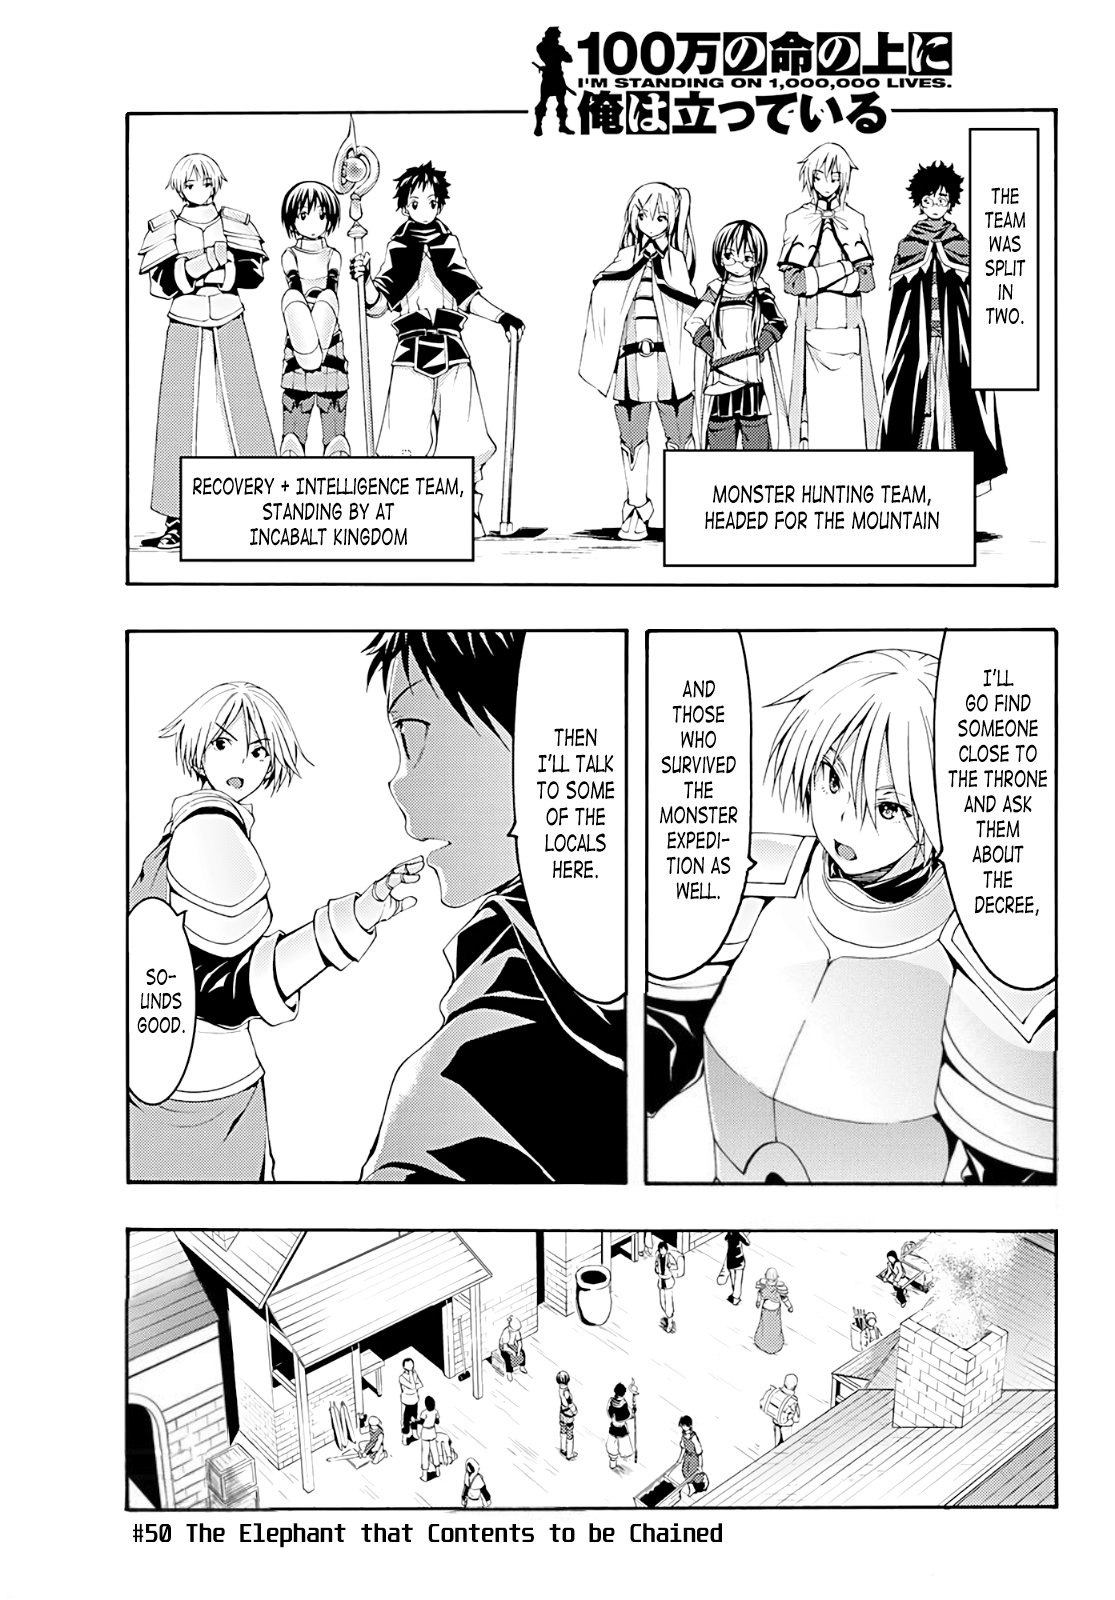 100万の命の上に
I'M STANDING ON 1,000,000 LIVES.
俺は立っている
THE
TEAM
WAS
SPLIT
IN
TWO.
MONSTER HUNTING TEAM,
HEADED FOR THE MOUNTAIN
RECOVERY + INTELLIGENCE TEAM,
STANDING BY AT
INCABALT KINGDOM
I'LL
GO FIND
SOMEONE
CLOSE TO
THE THRONE
AND ASK
THEM
ABOUT
THE
DECREE,
AND
THOSE
WHO
SURVIVED
THE
MONSTER
EXPEDI-
TION AS
WELL.
THEN
I'LL TALK
TO SOME
OF THE
LOCALS
HERE.
SO-
UNDS
GOOD.
#50 The Elephant that Contents to be Chained